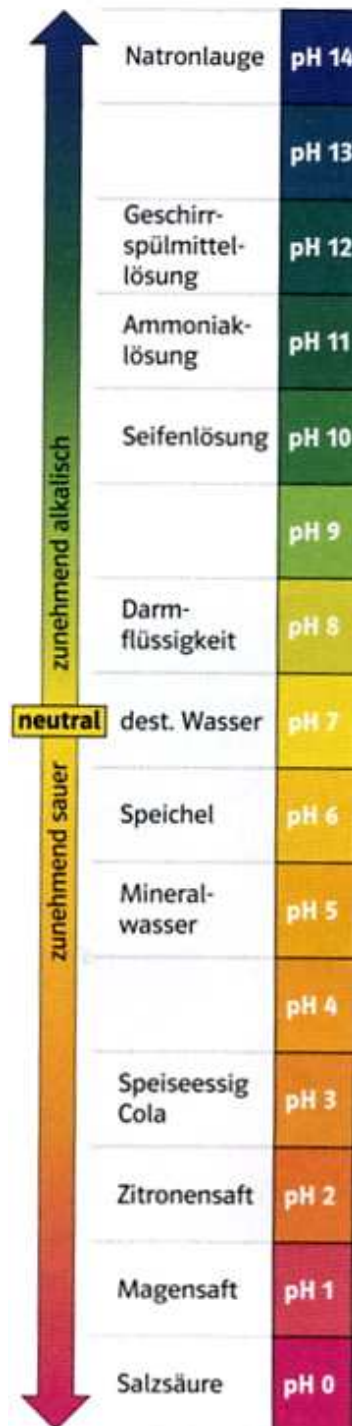 Natronlauge pH 14
pH 13
Geschirr-
spülmittel-
lösung
pH 12
Ammoniak-
lösung
pH 11
Seifenlösung pH 10
pH 9
Darm-
flüssigkeit
pH 8
zunehmend alkalisch
neutral dest. Wasser pH 7
zunehmend sauer
Speichel pH 6
Mineral-
wasser
pH 5
pH 4
Speiseessig
Cola
pH 3
Zitronensaft pH 2
Magensaft pH 1
Salzsäure pH 0